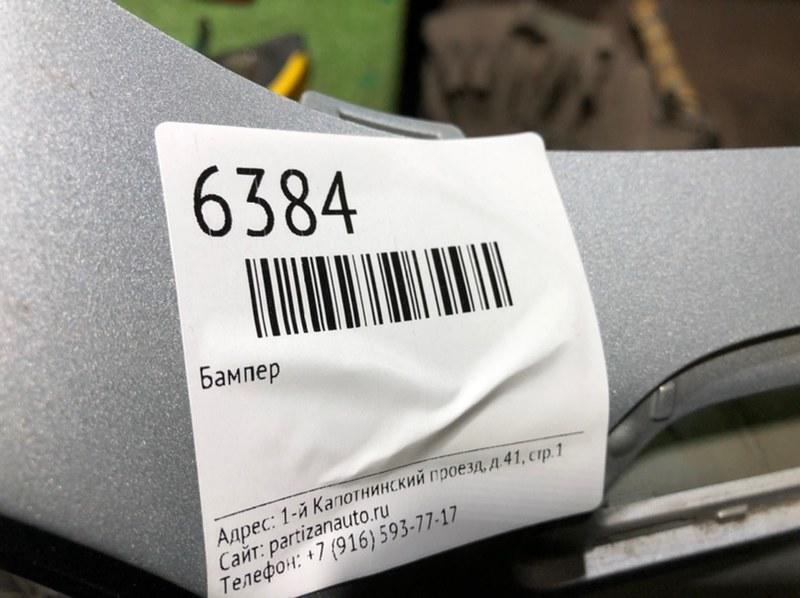 6384
Бампер
Адрес: 1-й Капотнинский проезд, д.41, стр.1
Сайт: partizanauto.ru
Телефон: +7 (916) 593-77-17